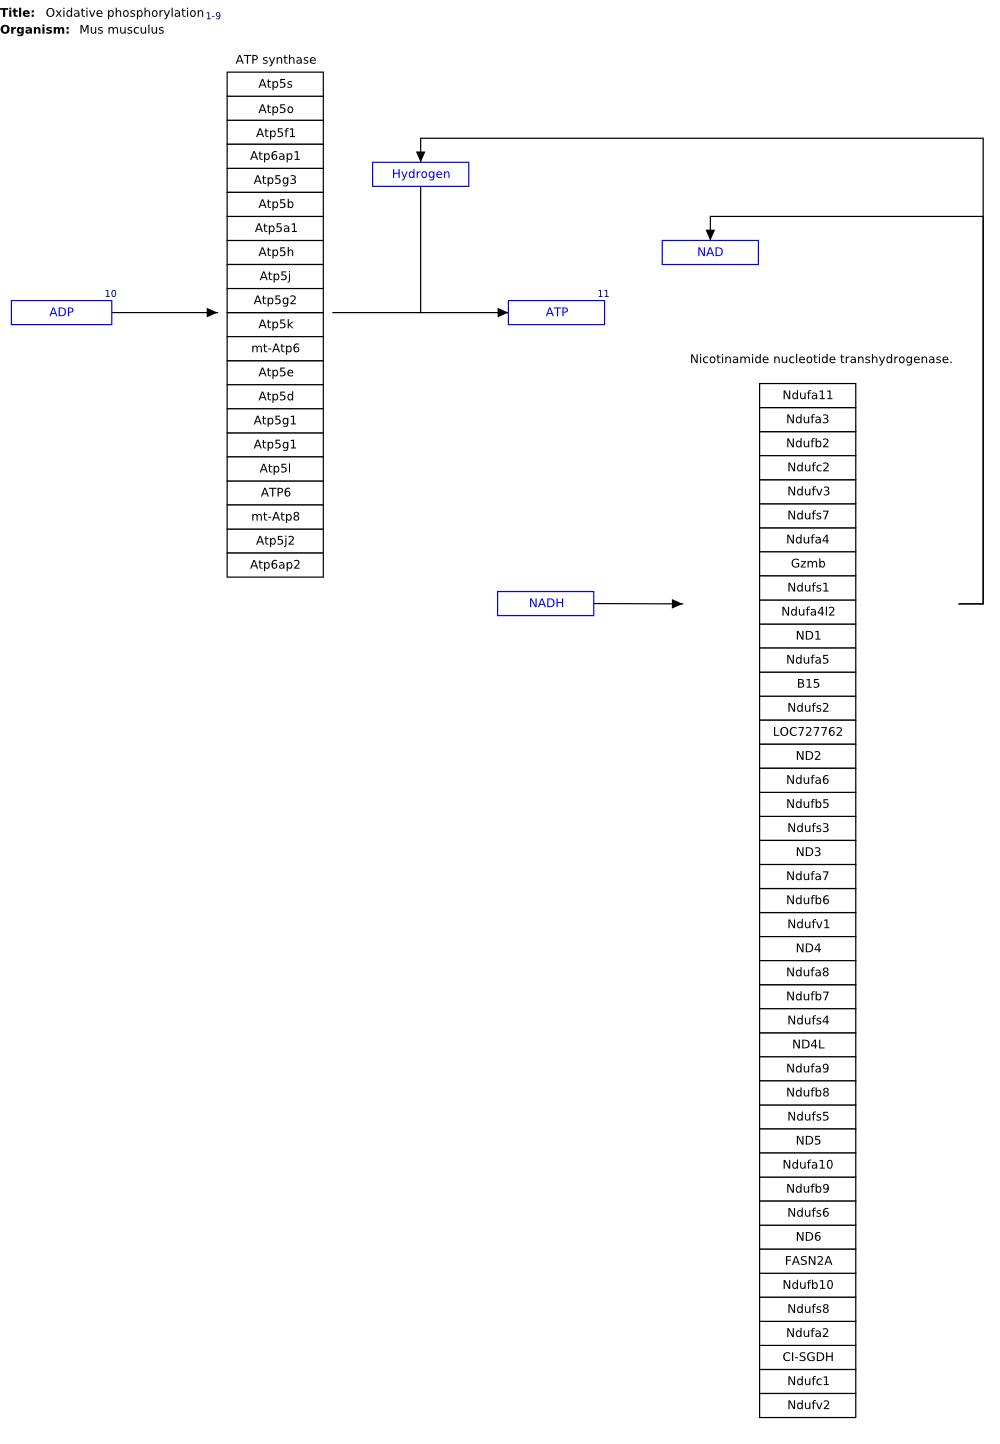 Title: Oxidative phosphorylation 1-9
Organism: Mus musculus
ATP synthase
Atp5s
Atp5o
Atp5f1
Atp6ap1
Atp5g3
Atp5b
Atp5a1
Atp5h
Atp5j
Atp5g2
Atp5k
mt-Atp6
Atp5e
Atp5d
Atp5g1
Atp5g1
Atp5l
ATP6
mt-Atp8
Atp5j2
Atp6ap2
Hydrogen
NAD
10
ADP
11
ATP
NADH
Nicotinamide nucleotide transhydrogenase.
Ndufa11
Ndufa3
Ndufb2
Ndufc2
Ndufv3
Ndufs7
Ndufa4
Gzmb
Ndufs1
Ndufa4l2
ND1
Ndufa5
B15
Ndufs2
LOC727762
ND2
Ndufa6
Ndufb5
Ndufs3
ND3
Ndufa7
Ndufb6
Ndufv1
ND4
Ndufa8
Ndufb7
Ndufs4
ND4L
Ndufa9
Ndufb8
Ndufs5
ND5
Ndufa10
Ndufb9
Ndufs6
ND6
FASN2A
Ndufb10
Ndufs8
Ndufa2
CI-SGDH
Ndufc1
Ndufv2